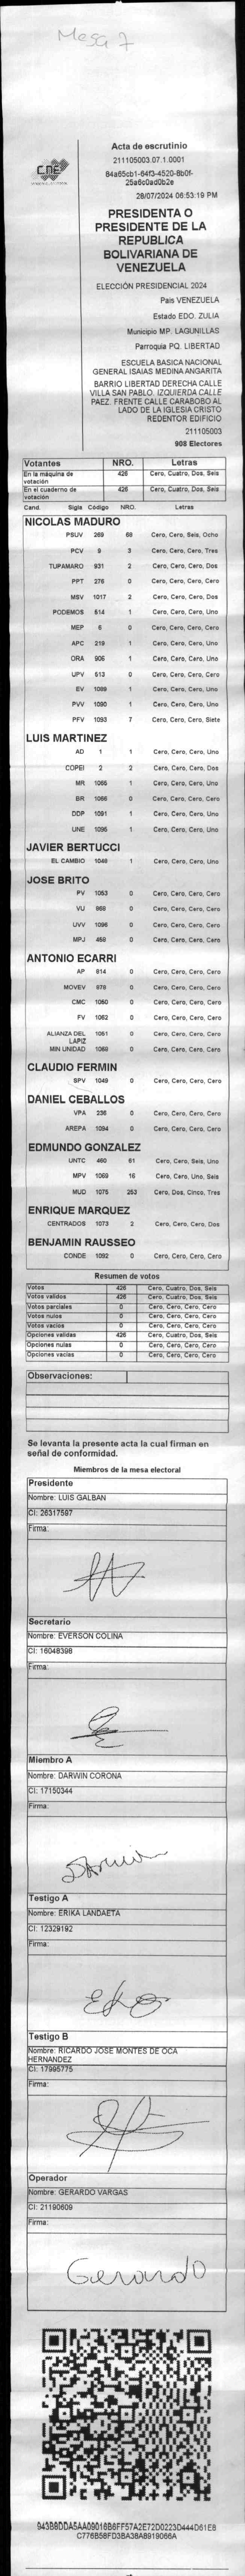 Mesa 7
CNE
Acta de escrutinio
211105003.07.1.0001
84a65cb1-64f3-4520-8b0f-
25a6c0ad0b2e
28/07/2024 06:53:19 PM
PRESIDENTA O
PRESIDENTE DE LA
REPUBLICA
BOLIVARIANA DE
VENEZUELA
ELECCIÓN PRESIDENCIAL 2024
País VENEZUELA
Estado EDO. ZULIA
Municipio MP. LAGUNILLAS
Parroquia PQ. LIBERTAD
ESCUELA BASICA NACIONAL
GENERAL ISAIAS MEDINA ANGARITA
BARRIO LIBERTAD DERECHA CALLE
VILLA SAN PABLO. IZQUIERDA CALLE
PAEZ. FRENTE CALLE CARABOBO AL
LADO DE LA IGLESIA CRISTO
REDENTOR EDIFICIO
211105003
908 Electores
Votantes NRO. Letras
En la máquina de votación 426 Cero, Cuatro, Dos, Seis
En el cuaderno de votación 426 Cero, Cuatro, Dos, Seis
Cand. Sigla Código NRO. Letras
NICOLAS MADURO
PSUV 269 68 Cero, Cero, Seis, Ocho
PCV 9 3 Cero, Cero, Cero, Tres
TUPAMARO 931 2 Cero, Cero, Cero, Dos
PPT 276 0 Cero, Cero, Cero, Cero
MSV 1017 2 Cero, Cero, Cero, Dos
PODEMOS 514 1 Cero, Cero, Cero, Uno
MEP 6 0 Cero, Cero, Cero, Cero
APC 219 1 Cero, Cero, Cero, Uno
ORA 906 1 Cero, Cero, Cero, Uno
UPV 513 0 Cero, Cero, Cero, Cero
EV 1089 1 Cero, Cero, Cero, Uno
PVV 1090 1 Cero, Cero, Cero, Uno
PFV 1093 7 Cero, Cero, Cero, Siete
LUIS MARTINEZ
AD 1 1 Cero, Cero, Cero, Uno
COPEI 2 2 Cero, Cero, Cero, Dos
MR 1065 1 Cero, Cero, Cero, Uno
BR 1066 0 Cero, Cero, Cero, Cero
DDP 1091 1 Cero, Cero, Cero, Uno
UNE 1095 1 Cero, Cero, Cero, Uno
JAVIER BERTUCCI
EL CAMBIO 1048 1 Cero, Cero, Cero, Uno
JOSE BRITO
PV 1053 0 Cero, Cero, Cero, Cero
VU 868 0 Cero, Cero, Cero, Cero
UVV 1096 0 Cero, Cero, Cero, Cero
MPJ 458 0 Cero, Cero, Cero, Cero
ANTONIO ECARRI
AP 814 0 Cero, Cero, Cero, Cero
MOVEV 878 0 Cero, Cero, Cero, Cero
CMC 1050 0 Cero, Cero, Cero, Cero
FV 1062 0 Cero, Cero, Cero, Cero
ALIANZA DEL LAPIZ 1051 0 Cero, Cero, Cero, Cero
MIN UNIDAD 1068 0 Cero, Cero, Cero, Cero
CLAUDIO FERMIN
SPV 1049 0 Cero, Cero, Cero, Cero
DANIEL CEBALLOS
VPA 236 0 Cero, Cero, Cero, Cero
AREPA 1094 0 Cero, Cero, Cero, Cero
EDMUNDO GONZALEZ
UNTC 460 61 Cero, Cero, Seis, Uno
MPV 1069 16 Cero, Cero, Uno, Seis
MUD 1075 253 Cero, Dos, Cinco, Tres
ENRIQUE MARQUEZ
CENTRADOS 1073 2 Cero, Cero, Cero, Dos
BENJAMIN RAUSSEO
CONDE 1092 0 Cero, Cero, Cero, Cero
Resumen de votos
Votos 426 Cero, Cuatro, Dos, Seis
Votos validos 426 Cero, Cuatro, Dos, Seis
Votos parciales 0 Cero, Cero, Cero, Cero
Votos nulos 0 Cero, Cero, Cero, Cero
Votos vacios 0 Cero, Cero, Cero, Cero
Opciones validas 426 Cero, Cuatro, Dos, Seis
Opciones nulas 0 Cero, Cero, Cero, Cero
Opciones vacias 0 Cero, Cero, Cero, Cero
Observaciones:
Se levanta la presente acta la cual firman en
señal de conformidad.
Miembros de la mesa electoral
Presidente
Nombre: LUIS GALBAN
CI: 26317597
Firma:
Secretario
Nombre: EVERSON COLINA
CI: 16048398
Firma:
Miembro A
Nombre: DARWIN CORONA
CI: 17150344
Firma:
Darwin
Testigo A
Nombre: ERIKA LANDAETA
CI: 12329192
Firma:
Testigo B
Nombre: RICARDO JOSE MONTES DE OCA
HERNANDEZ
CI: 17995775
Firma:
Operador
Nombre: GERARDO VARGAS
CI: 21190609
Firma:
Gerardo